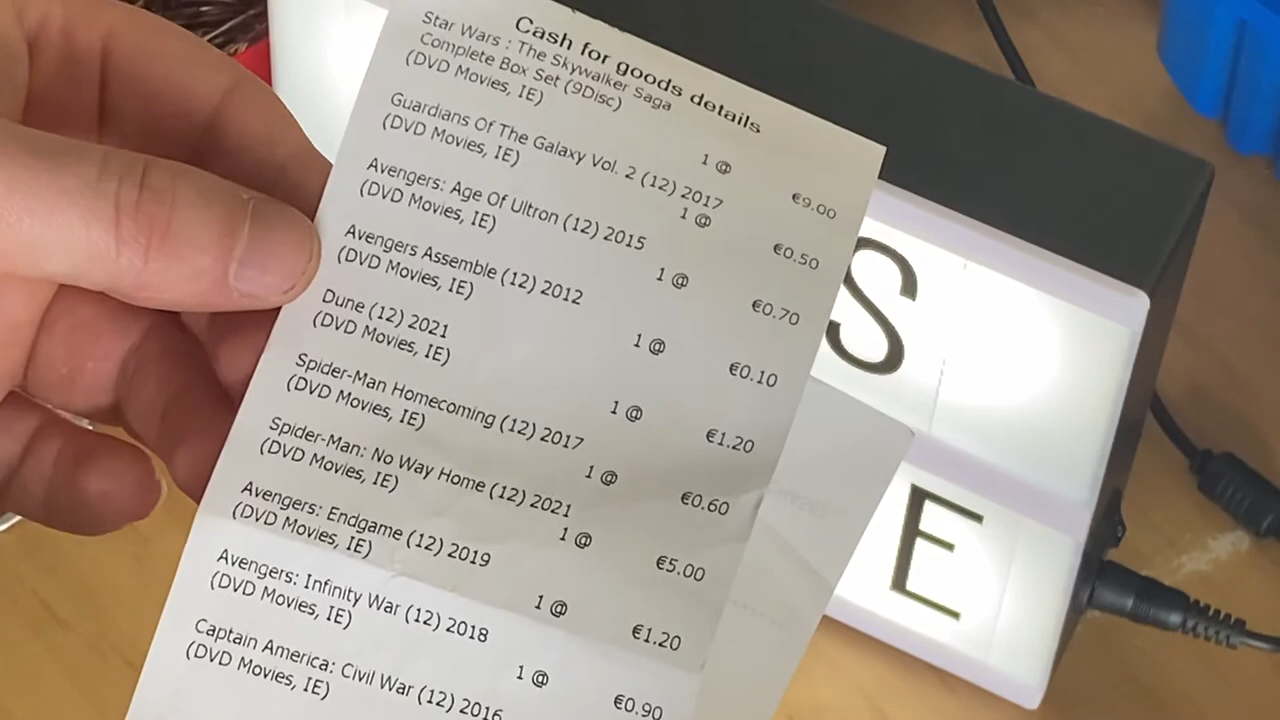 Cash for goods details
Star Wars : The Skywalker Saga
Complete Box Set (9Disc)
(DVD Movies, IE)
1 @ €9.00
Guardians Of The Galaxy Vol. 2 (12) 2017
(DVD Movies, IE)
1 @ €0.50
Avengers: Age Of Ultron (12) 2015
(DVD Movies, IE)
1 @ €0.70
Avengers Assemble (12) 2012
(DVD Movies, IE)
1 @ €0.10
Dune (12) 2021
(DVD Movies, IE)
1 @ €1.20
Spider-Man Homecoming (12) 2017
(DVD Movies, IE)
1 @ €0.60
Spider-Man: No Way Home (12) 2021
(DVD Movies, IE)
1 @ €5.00
Avengers: Endgame (12) 2019
(DVD Movies, IE)
1 @ €1.20
Avengers: Infinity War (12) 2018
(DVD Movies, IE)
1 @ €0.90
Captain America: Civil War (12) 2016
(DVD Movies, IE)
S
E